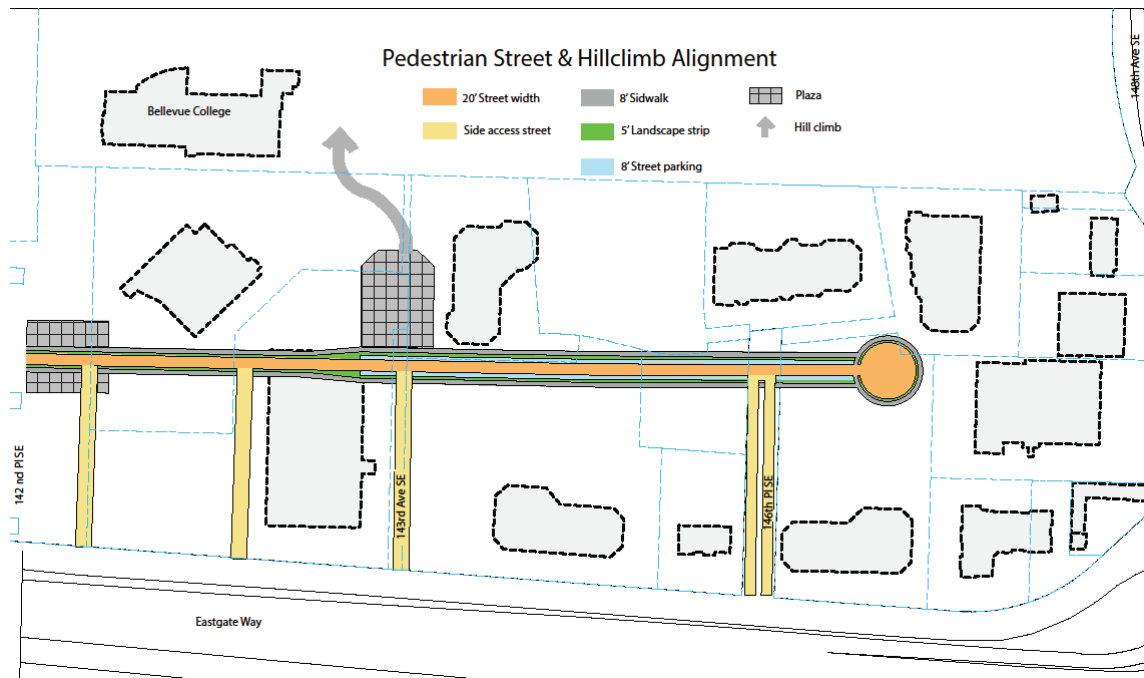 Pedestrian Street & Hillclimb Alignment
20' Street width
8' Sidwalk
Plaza
Side access street
5' Landscape strip
Hill climb
8' Street parking
Bellevue College
148th Ave SE
142 nd Pl SE
143rd Ave SE
146th Pl SE
Eastgate Way